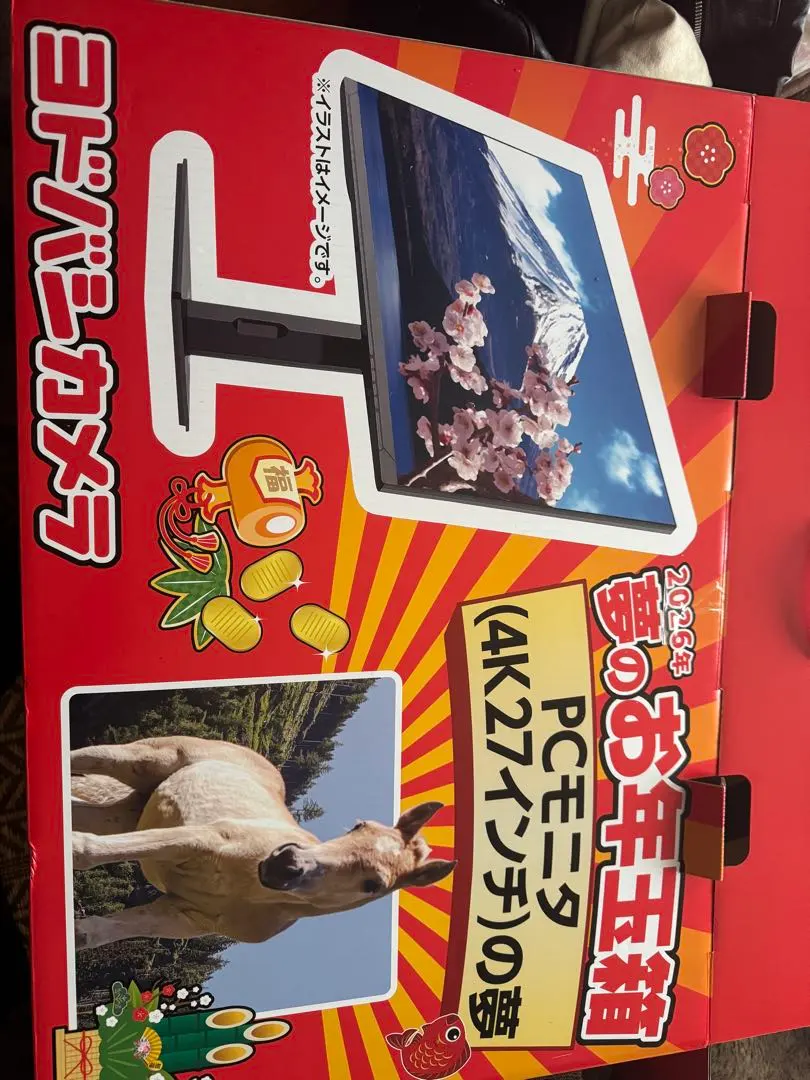 2026年
夢のお年玉箱
PCモニタ
(4K27インチ)の夢
※イラストはイメージです。
福
ヨドバシカメラ